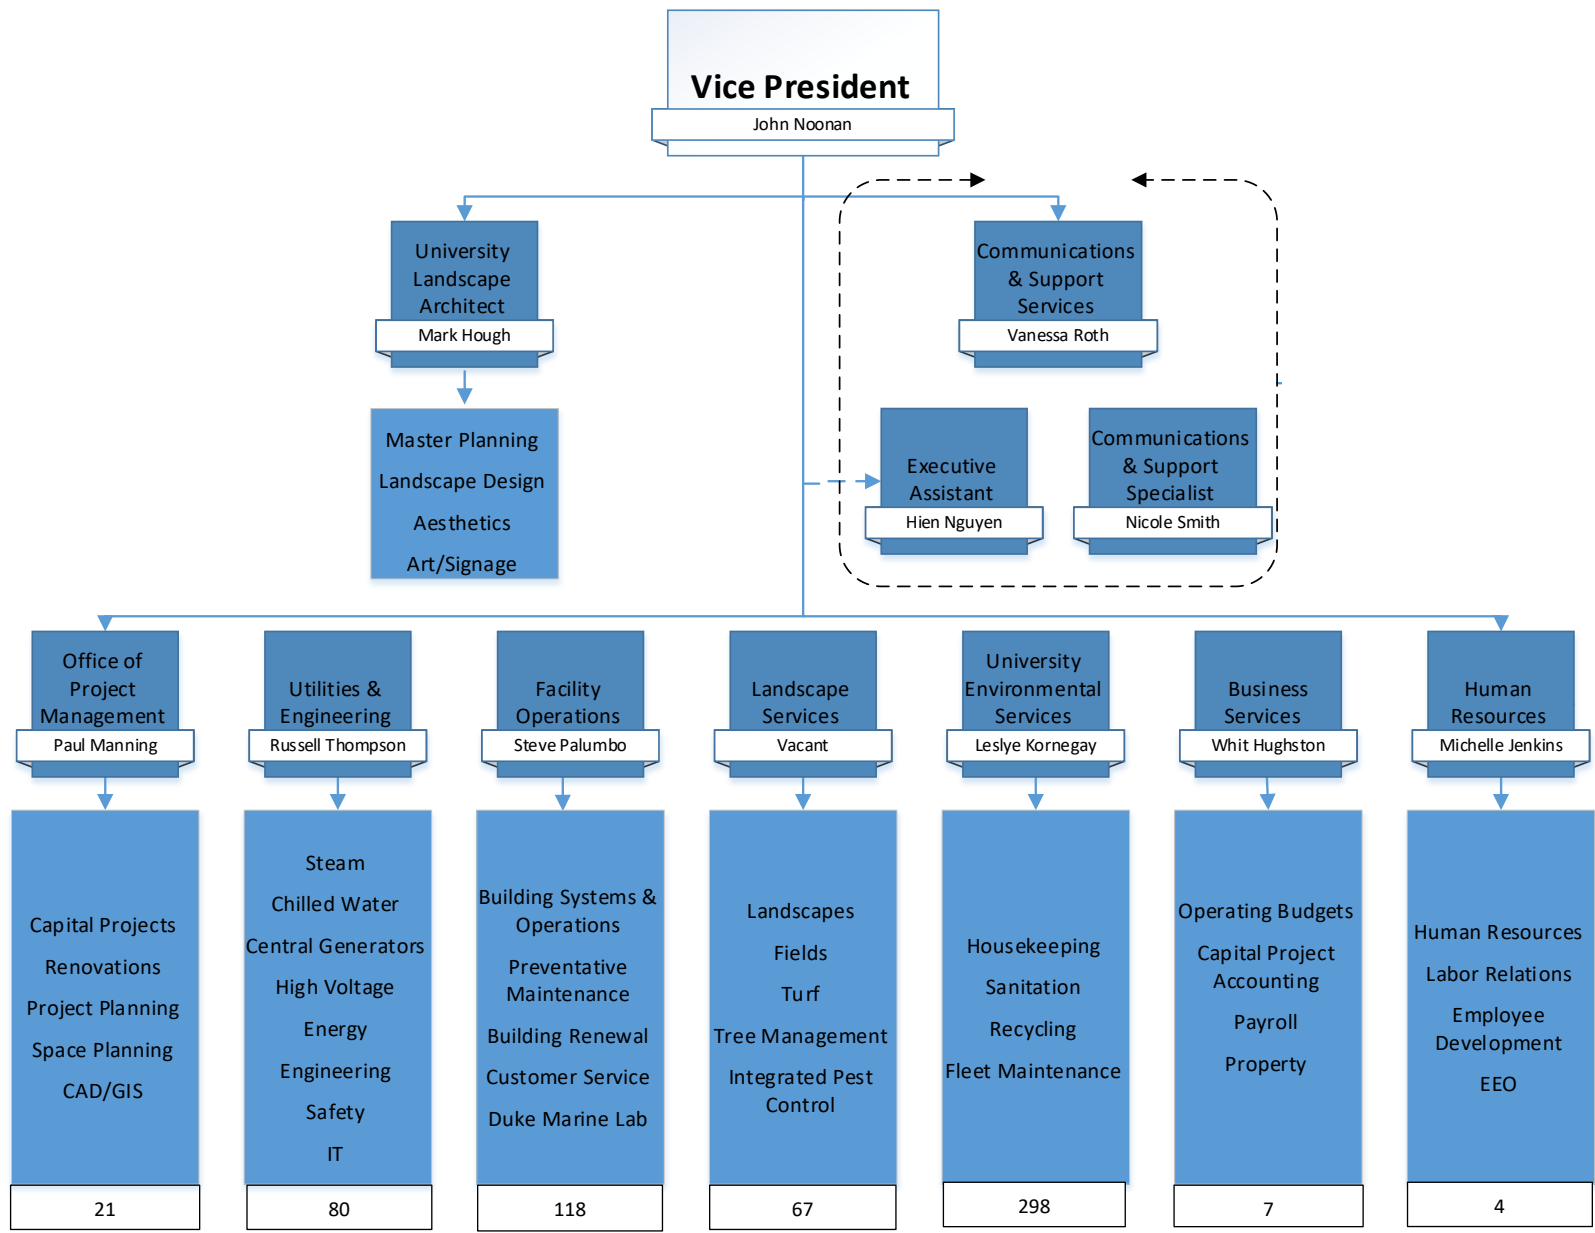 Vice President
John Noonan
University
Landscape
Architect
Mark Hough
Communications
& Support
Services
Vanessa Roth
Master Planning
Landscape Design
Aesthetics
Art/Signage
Executive
Assistant
Hien Nguyen
Communications
& Support
Specialist
Nicole Smith
Office of
Project
Management
Paul Manning
Utilities &
Engineering
Russell Thompson
Facility
Operations
Steve Palumbo
Landscape
Services
Vacant
University
Environmental
Services
Leslye Kornegay
Business
Services
Whit Hughston
Human
Resources
Michelle Jenkins
Capital Projects
Renovations
Project Planning
Space Planning
CAD/GIS
21
Steam
Chilled Water
Central Generators
High Voltage
Energy
Engineering
Safety
IT
80
Building Systems &
Operations
Preventative
Maintenance
Building Renewal
Customer Service
Duke Marine Lab
118
Landscapes
Fields
Turf
Tree Management
Integrated Pest
Control
67
Housekeeping
Sanitation
Recycling
Fleet Maintenance
298
Operating Budgets
Capital Project
Accounting
Payroll
Property
7
Human Resources
Labor Relations
Employee
Development
EEO
4